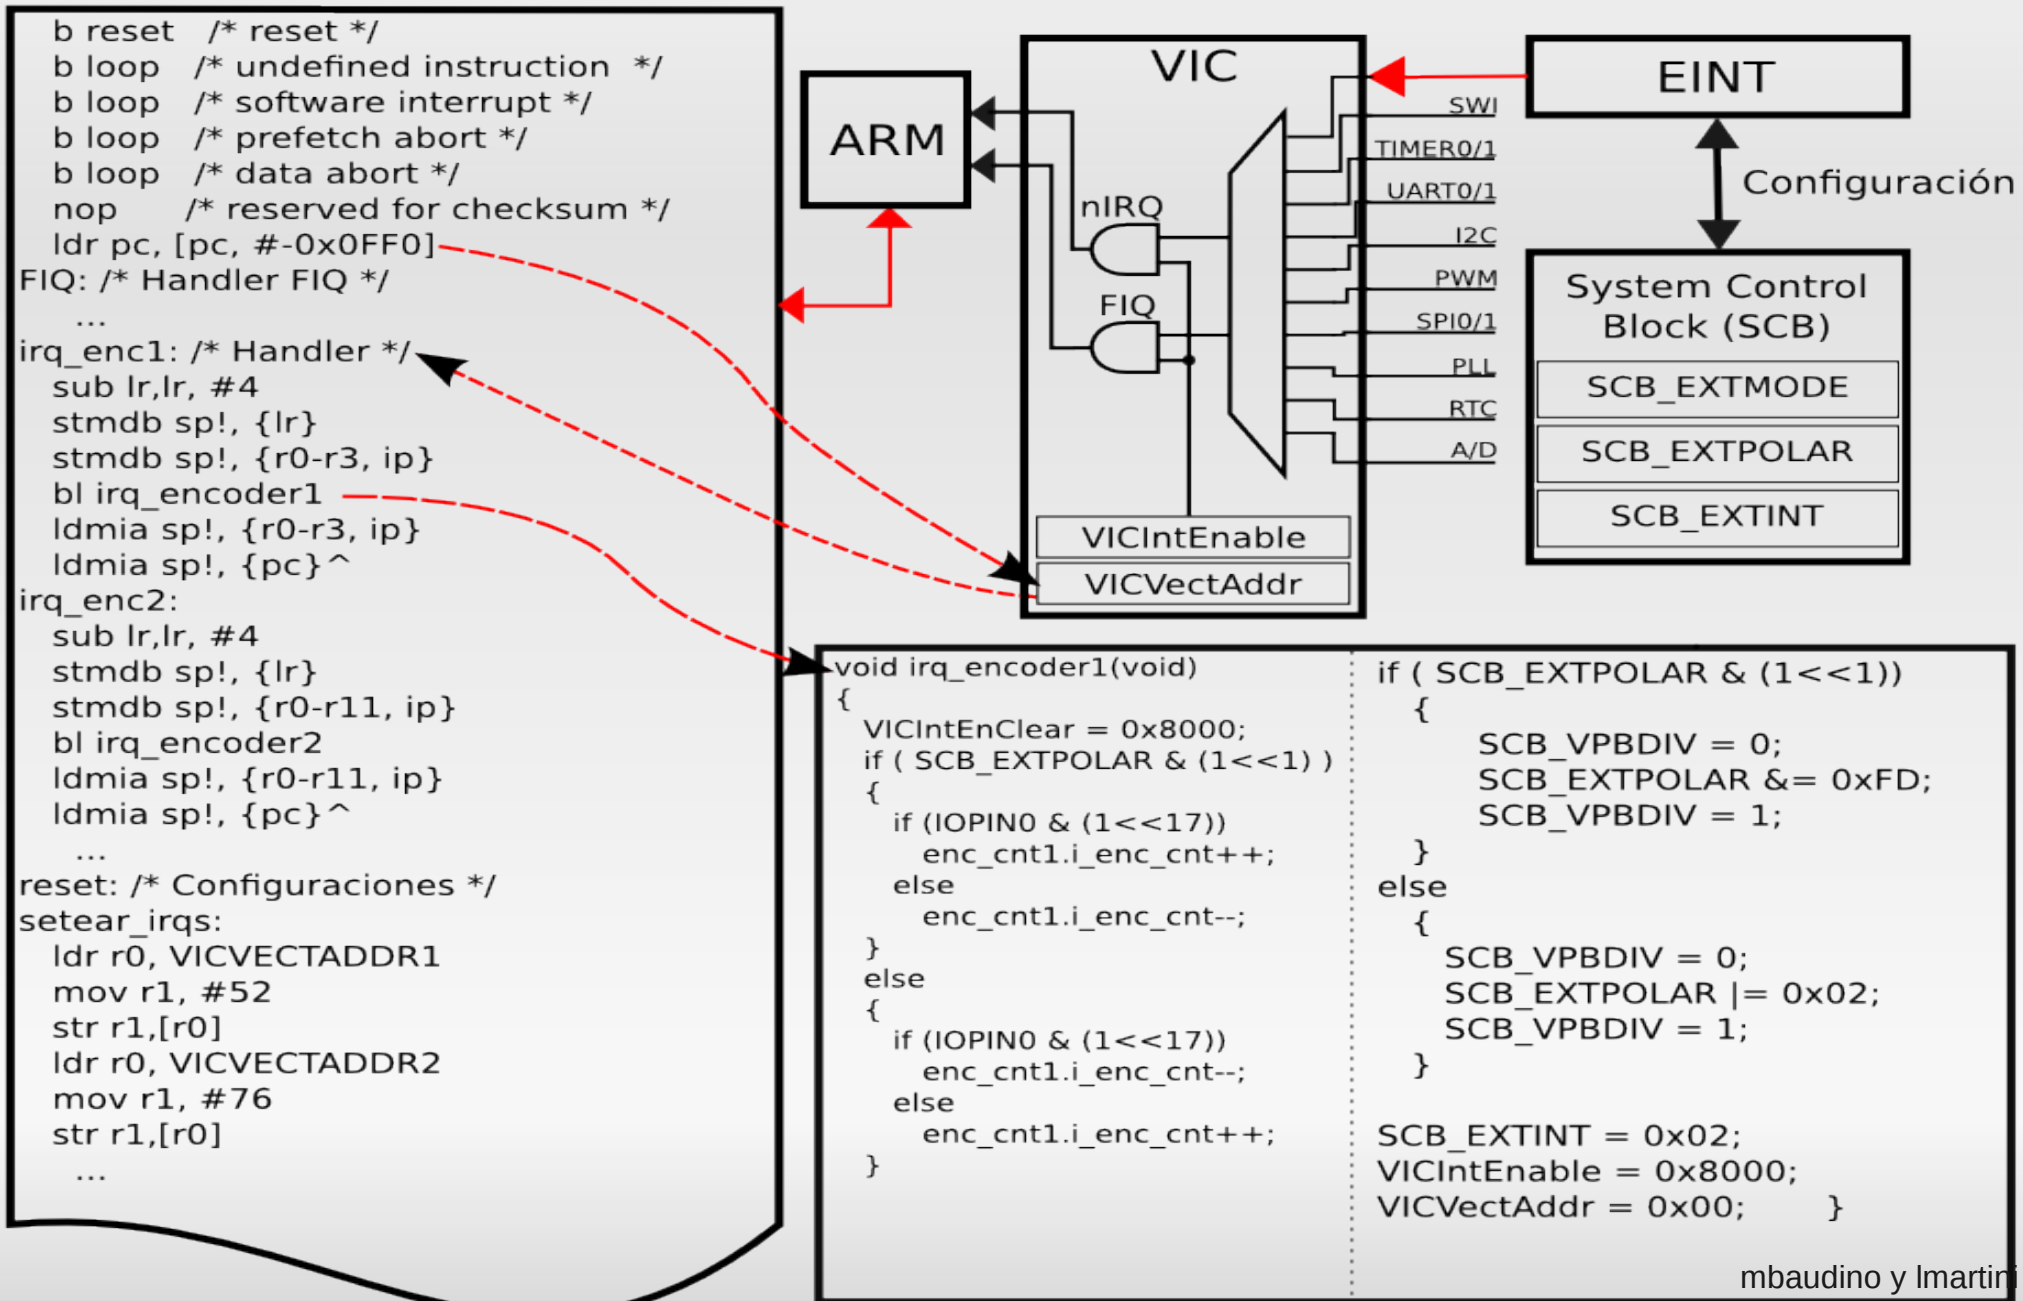 b reset /* reset */
b loop /* undefined instruction */
b loop /* software interrupt */
b loop /* prefetch abort */
b loop /* data abort */
nop /* reserved for checksum */
ldr pc, [pc, #-0x0FF0]
FIQ: /* Handler FIQ */
...
irq_enc1: /* Handler */
sub lr,lr, #4
stmdb sp!, {lr}
stmdb sp!, {r0-r3, ip}
bl irq_encoder1
ldmia sp!, {r0-r3, ip}
ldmia sp!, {pc}^
irq_enc2:
sub lr,lr, #4
stmdb sp!, {lr}
stmdb sp!, {r0-r11, ip}
bl irq_encoder2
ldmia sp!, {r0-r11, ip}
ldmia sp!, {pc}^
...
reset: /* Configuraciones */
setear_irqs:
ldr r0, VICVECTADDR1
mov r1, #52
str r1,[r0]
ldr r0, VICVECTADDR2
mov r1, #76
str r1,[r0]
...
ARM
VIC
nIRQ
FIQ
VICIntEnable
VICVectAddr
SWI
TIMER0/1
UART0/1
I2C
PWM
SPI0/1
PLL
RTC
A/D
EINT
Configuración
System Control
Block (SCB)
SCB_EXTMODE
SCB_EXTPOLAR
SCB_EXTINT
void irq_encoder1(void)
{
VICIntEnClear = 0x8000;
if ( SCB_EXTPOLAR & (1<<1) )
{
if (IOPIN0 & (1<<17))
enc_cnt1.i_enc_cnt++;
else
enc_cnt1.i_enc_cnt--;
}
else
{
if (IOPIN0 & (1<<17))
enc_cnt1.i_enc_cnt--;
else
enc_cnt1.i_enc_cnt++;
}
if ( SCB_EXTPOLAR & (1<<1))
{
SCB_VPBDIV = 0;
SCB_EXTPOLAR &= 0xFD;
SCB_VPBDIV = 1;
}
else
{
SCB_VPBDIV = 0;
SCB_EXTPOLAR |= 0x02;
SCB_VPBDIV = 1;
}
SCB_EXTINT = 0x02;
VICIntEnable = 0x8000;
VICVectAddr = 0x00; }
mbaudino y lmartini